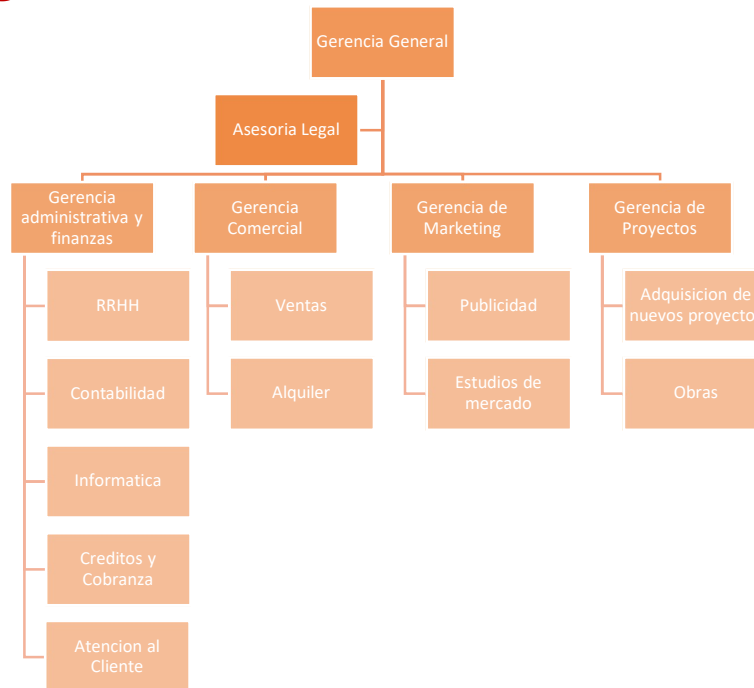 Gerencia General
Asesoria Legal
Gerencia
administrativa y
finanzas
Gerencia
Comercial
Gerencia de
Marketing
Gerencia de
Proyectos
RRHH
Contabilidad
Informatica
Creditos y
Cobranza
Atencion al
Cliente
Ventas
Alquiler
Publicidad
Estudios de
mercado
Adquisicion de
nuevos proyecto
Obras